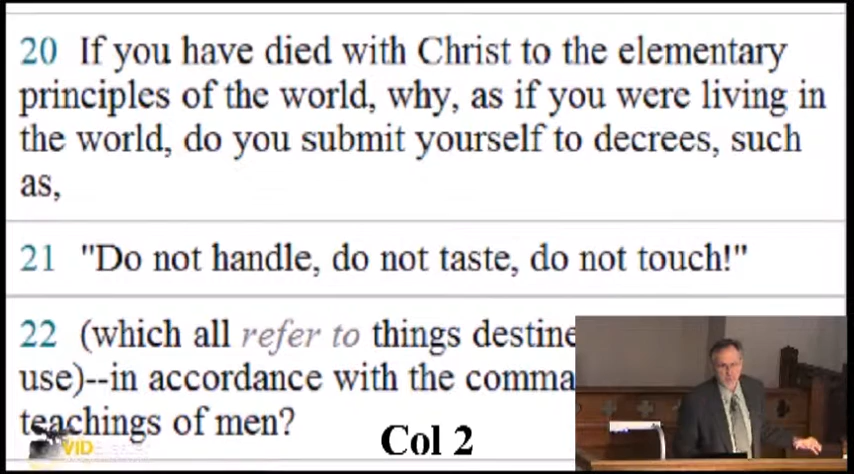 20 If you have died with Christ to the elementary
principles of the world, why, as if you were living in
the world, do you submit yourself to decrees, such
as,
21 "Do not handle, do not taste, do not touch!"
22 (which all refer to things destine
use)--in accordance with the comma
teachings of men?
Col 2
VID